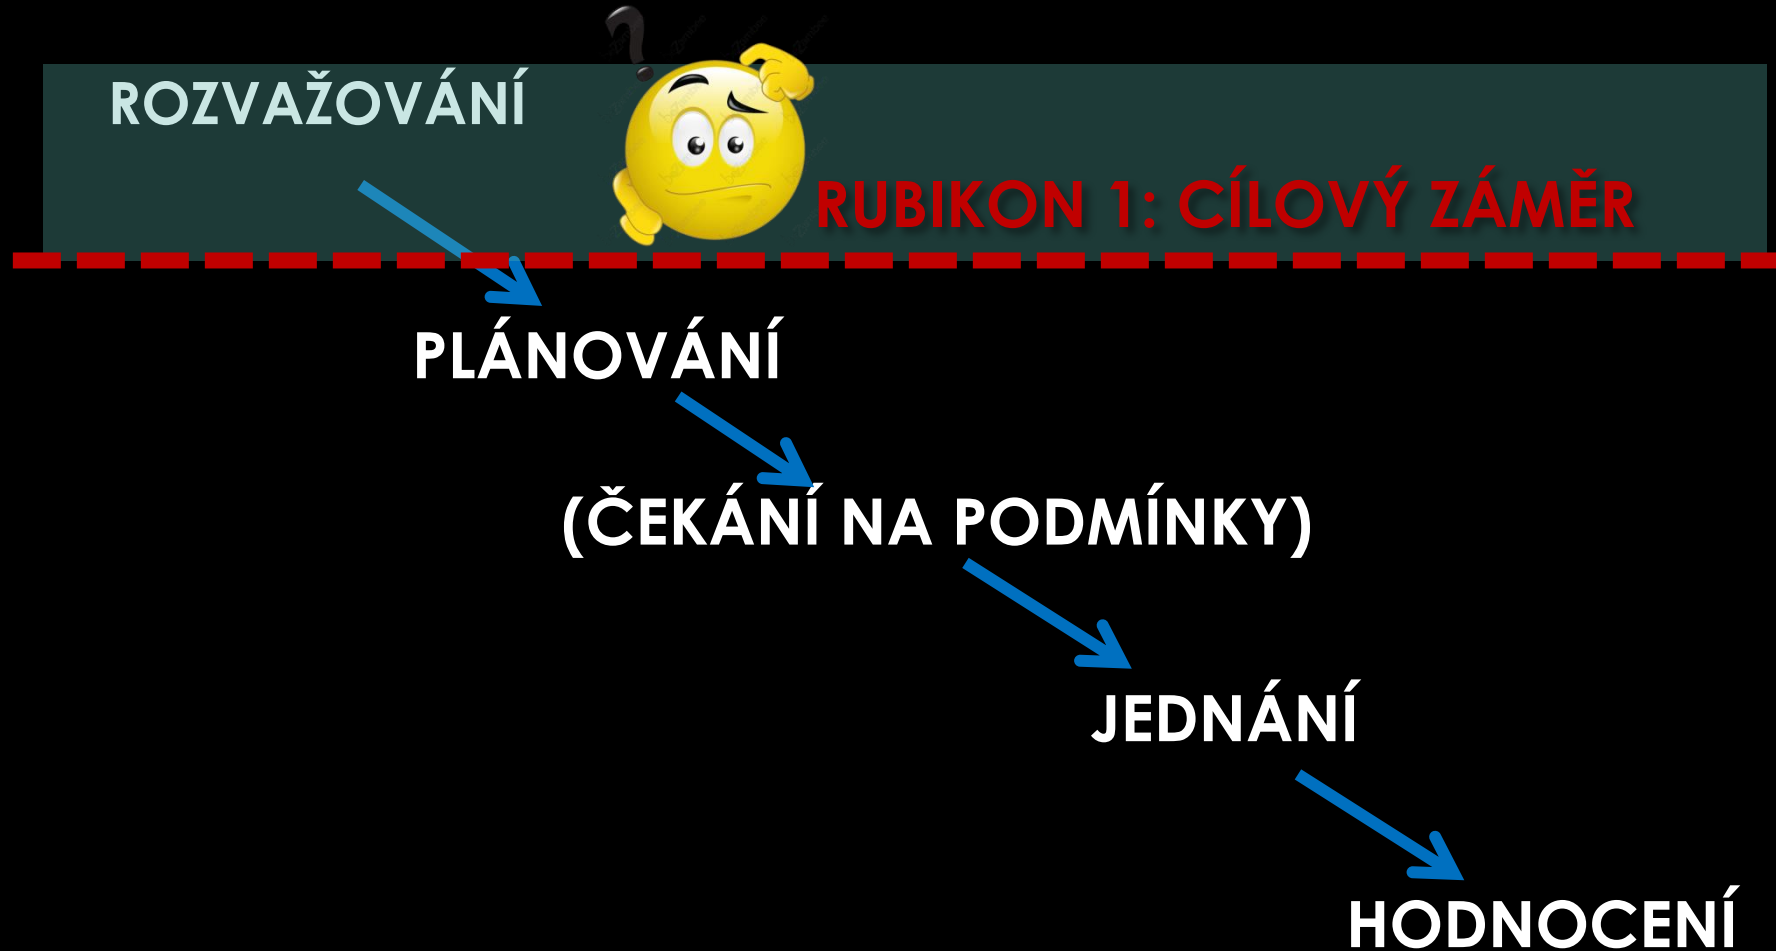 ROZVAŽOVÁNÍ
?
RUBIKON 1: CÍLOVÝ ZÁMĚR
PLÁNOVÁNÍ
(ČEKÁNÍ NA PODMÍNKY)
JEDNÁNÍ
HODNOCENÍ